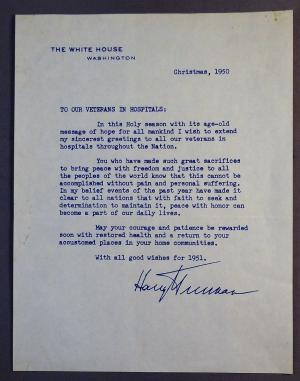 THE WHITE HOUSE
WASHINGTON
Christmas, 1950
TO OUR VETERANS IN HOSPITALS:
In this Holy season with its age-old
message of hope for all mankind I wish to extend
my sincerest greetings to all our veterans in
hospitals throughout the Nation.
You who have made such great sacrifices
to bring peace with freedom and justice to all
the peoples of the world know that this cannot be
accomplished without pain and personal suffering.
In my belief events of the past year have made it
clear to all nations that with faith to seek and
determination to maintain it, peace with honor can
become a part of our daily lives.
May your courage and patience be rewarded
soon with restored health and a return to your
accustomed places in your home communities.
With all good wishes for 1951.
Harry Truman